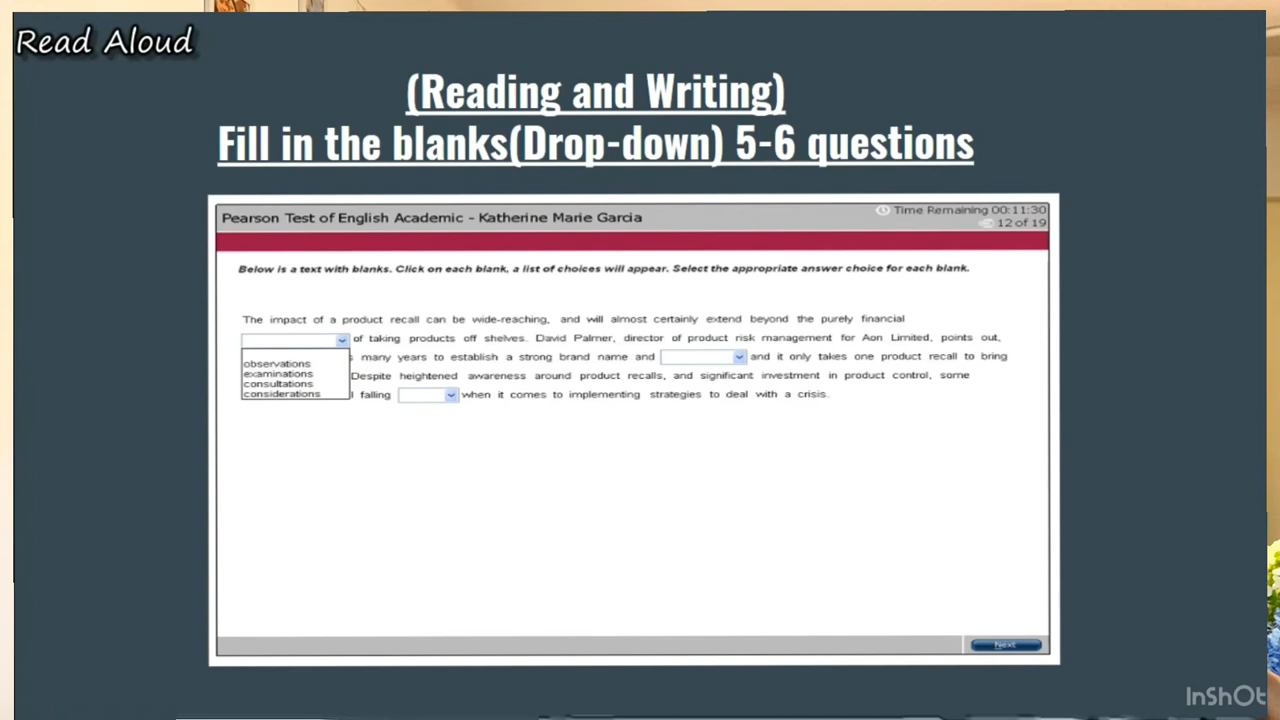 Read Aloud
(Reading and Writing)
Fill in the blanks(Drop-down) 5-6 questions
Pearson Test of English Academic - Katherine Marie Garcia
Time Remaining 00:11:30
12 of 19
Below is a text with blanks. Click on each blank, a list of choices will appear. Select the appropriate answer choice for each blank.
The impact of a product recall can be wide-reaching, and will almost certainly extend beyond the purely financial
of taking products off shelves. David Palmer, director of product risk management for Aon Limited, points out,
many years to establish a strong brand name and and it only takes one product recall to bring
Despite heightened awareness around product recalls, and significant investment in product control, some
falling when it comes to implementing strategies to deal with a crisis.
observations
examinations
consultations
considerations
Next
InShOt